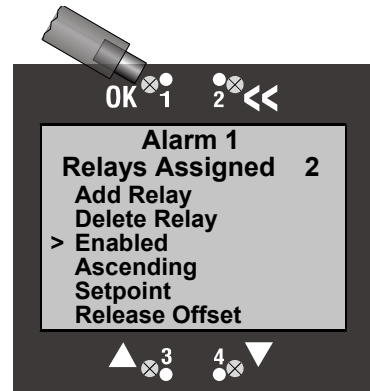 OK 1 2 <<
Alarm 1
Relays Assigned 2
Add Relay
Delete Relay
> Enabled
Ascending
Setpoint
Release Offset
3 4